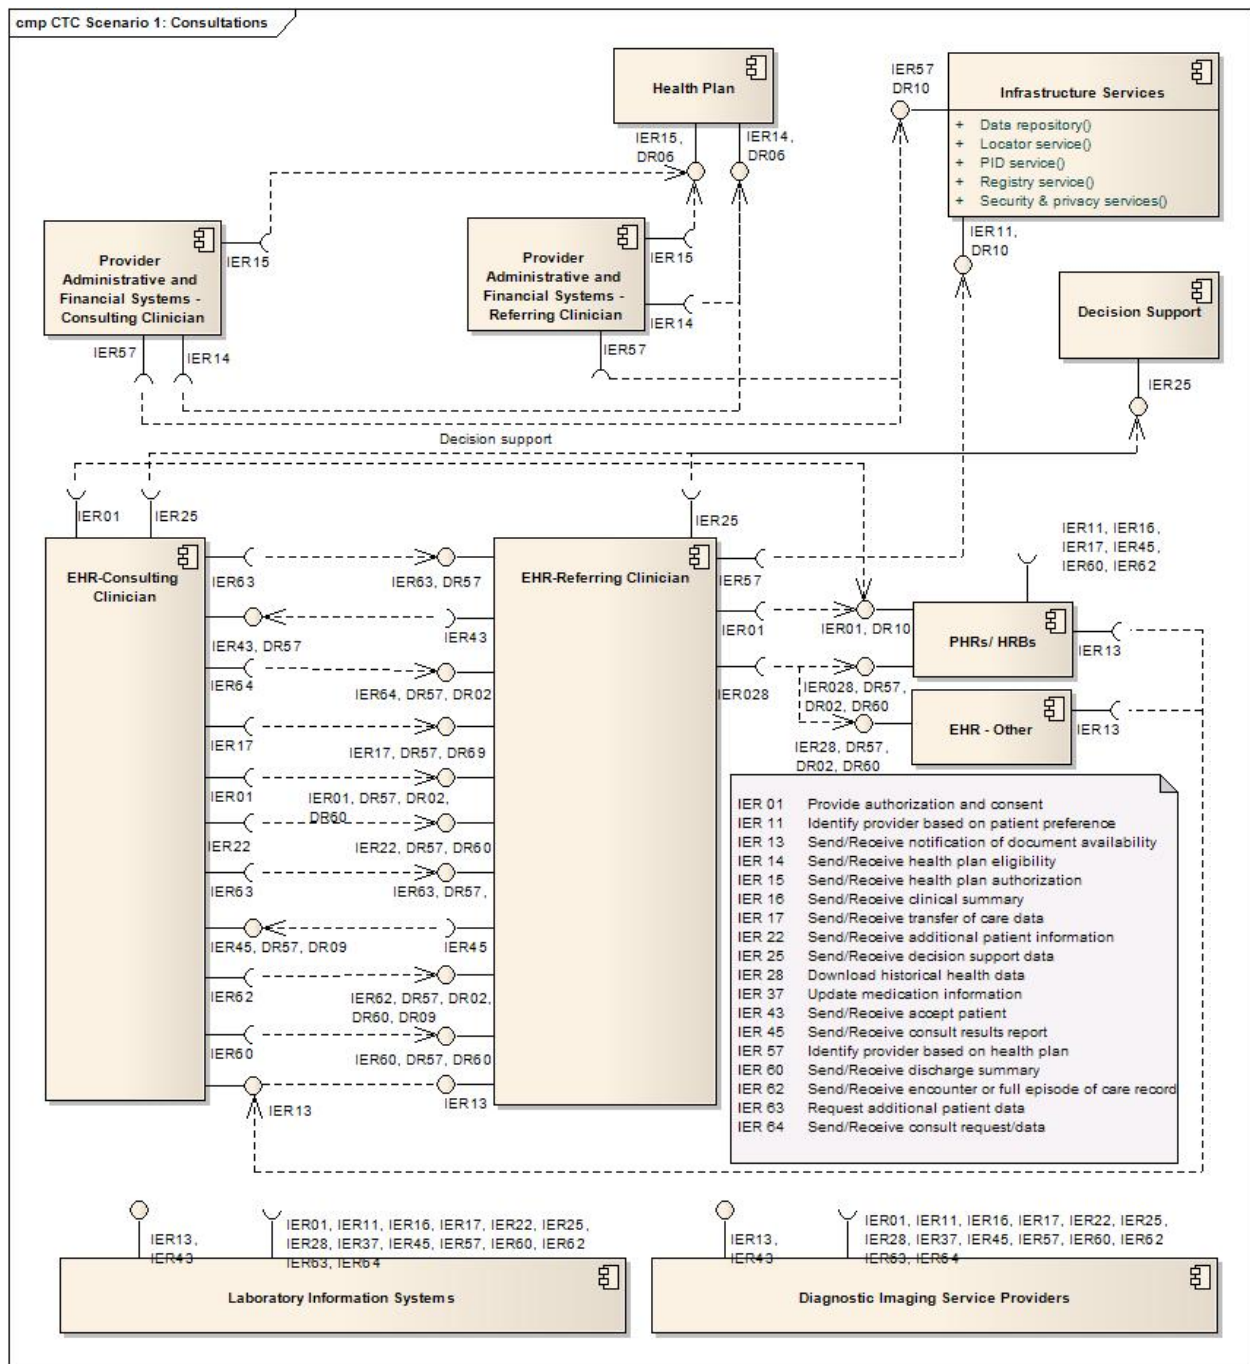 cmp CTC Scenario 1: Consultations
Health Plan
IER15,
DR06
IER14,
DR06
IER57
DR10
Infrastructure Services
+ Data repository()
+ Locator service()
+ PID service()
+ Registry service()
+ Security & privacy services()
IER11,
DR10
Provider
Administrative and
Financial Systems -
Consulting Clinician
IER15
IER57
IER14
Provider
Administrative and
Financial Systems -
Referring Clinician
IER15
IER14
IER57
Decision Support
IER25
Decision support
IER01
IER25
IER25
EHR-Consulting
Clinician
EHR-Referring Clinician
IER63
IER63, DR57
IER43, DR57
IER43
IER64
IER64, DR57, DR02
IER17
IER17, DR57, DR69
IER01
IER01, DR57, DR02,
DR60
IER22
IER22, DR57, DR60
IER63
IER63, DR57,
IER45, DR57, DR09
IER45
IER62
IER62, DR57, DR02,
DR60, DR09
IER60
IER60, DR57, DR60
IER13
IER13
IER57
IER01
IER01, DR10
IER028
IER028, DR57,
DR02, DR60
IER28, DR57,
DR02, DR60
IER11, IER16,
IER17, IER45,
IER60, IER62
PHRs/ HRBs
IER13
EHR - Other
IER13
IER 01 Provide authorization and consent
IER 11 Identify provider based on patient preference
IER 13 Send/Receive notification of document availability
IER 14 Send/Receive health plan eligibility
IER 15 Send/Receive health plan authorization
IER 16 Send/Receive clinical summary
IER 17 Send/Receive transfer of care data
IER 22 Send/Receive additional patient information
IER 25 Send/Receive decision support data
IER 28 Download historical health data
IER 37 Update medication information
IER 43 Send/Receive accept patient
IER 45 Send/Receive consult results report
IER 57 Identify provider based on health plan
IER 60 Send/Receive discharge summary
IER 62 Send/Receive encounter or full episode of care record
IER 63 Request additional patient data
IER 64 Send/Receive consult request/data
IER13,
IER43
IER01, IER11, IER16, IER17, IER22, IER25,
IER28, IER37, IER45, IER57, IER60, IER62
IER63, IER64
Laboratory Information Systems
IER13,
IER43
IER01, IER11, IER16, IER17, IER22, IER25,
IER28, IER37, IER45, IER57, IER60, IER62
IER63, IER64
Diagnostic Imaging Service Providers